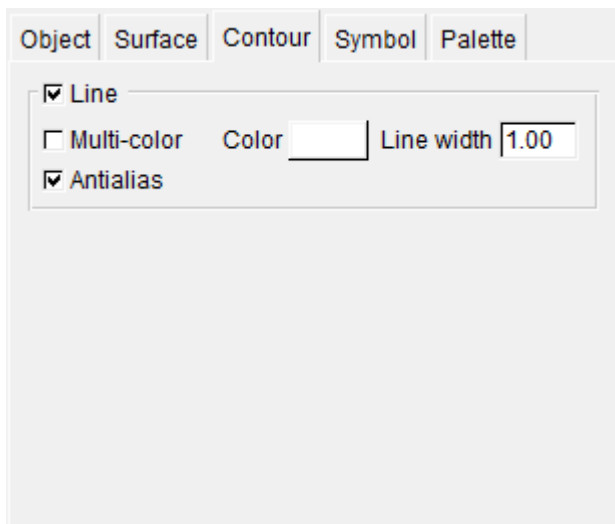 Object Surface Contour Symbol Palette
Line
Multi-color Color Line width 1.00
Antialias